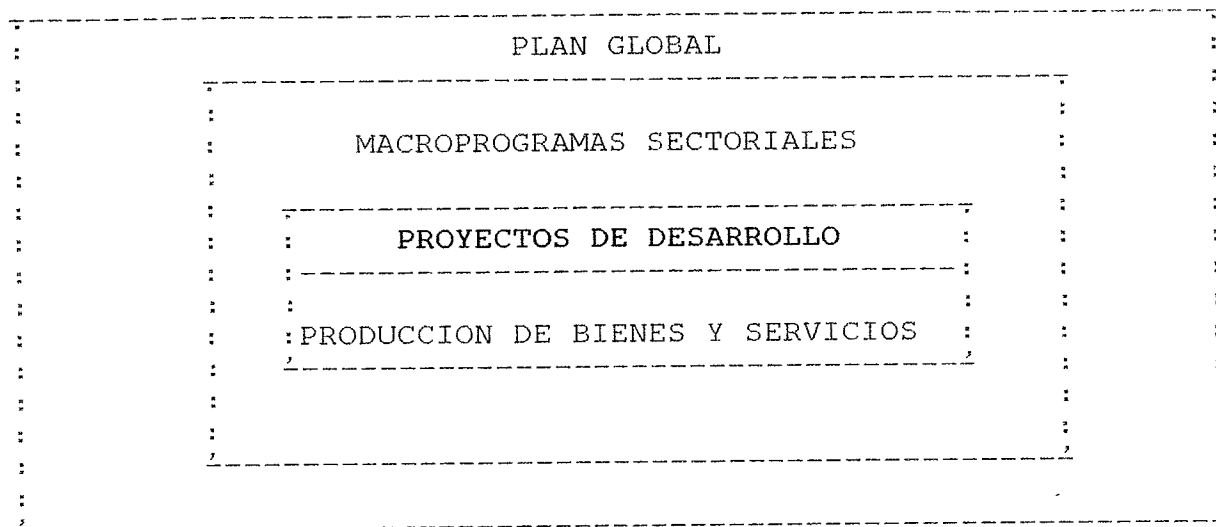 PLAN GLOBAL
MACROPROGRAMAS SECTORIALES
PROYECTOS DE DESARROLLO
PRODUCCION DE BIENES Y SERVICIOS